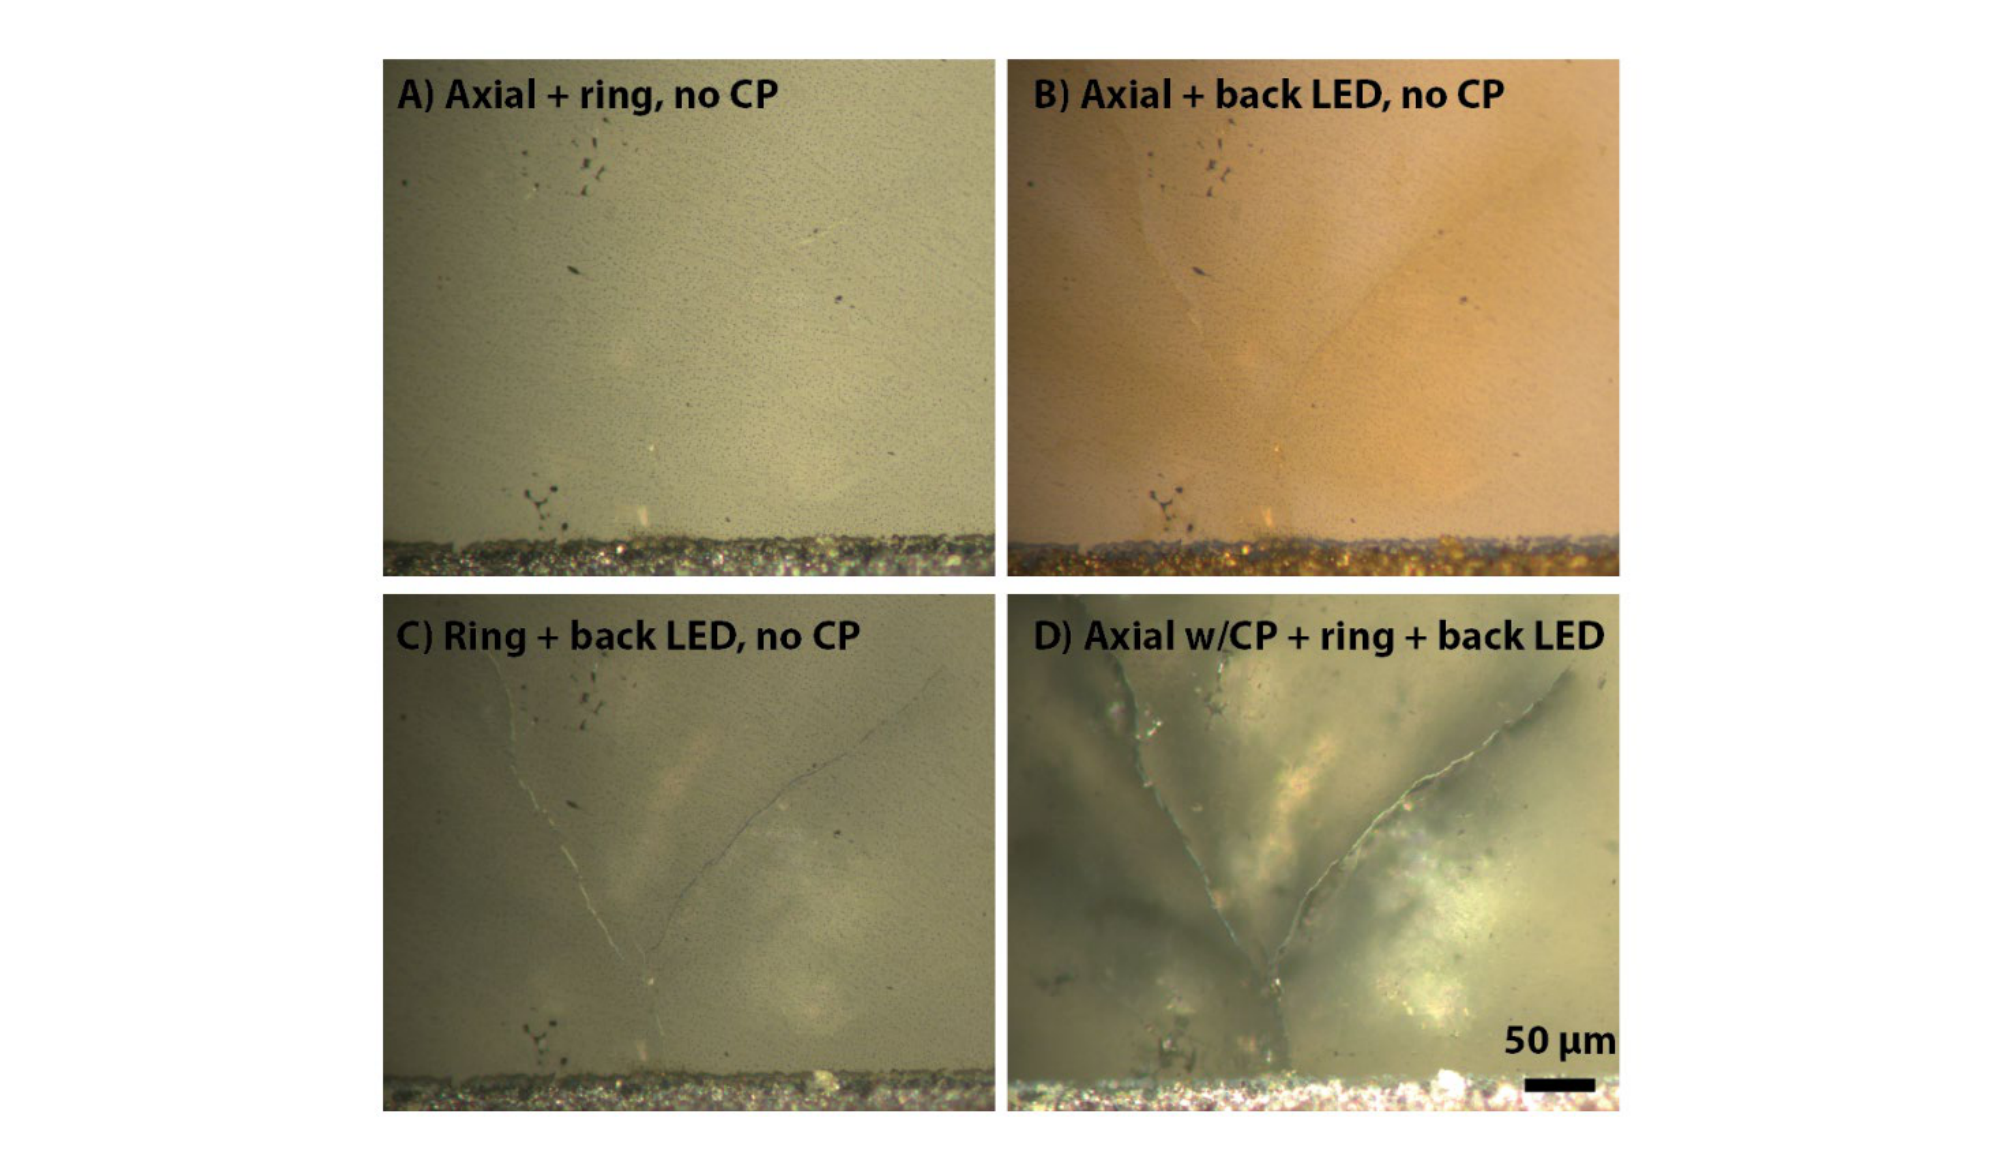 A) Axial + ring, no CP
B) Axial + back LED, no CP
C) Ring + back LED, no CP
D) Axial w/CP + ring + back LED
50 µm